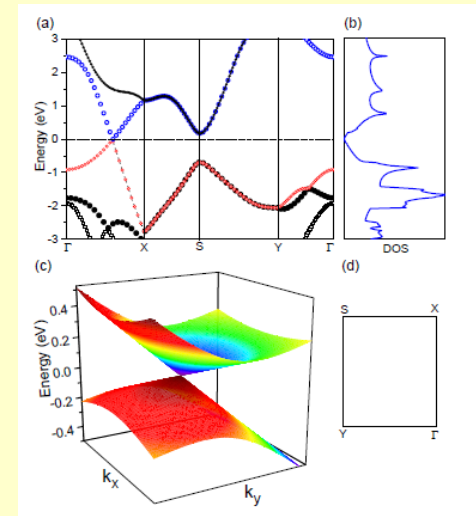 (a)
(b)
Energy (eV)
3
2
1
0
-1
-2
-3
Γ
X
S
Y
Γ
DOS
(c)
(d)
Energy (eV)
0.4
0.2
0.0
-0.2
-0.4
kx
ky
S
X
Y
Γ